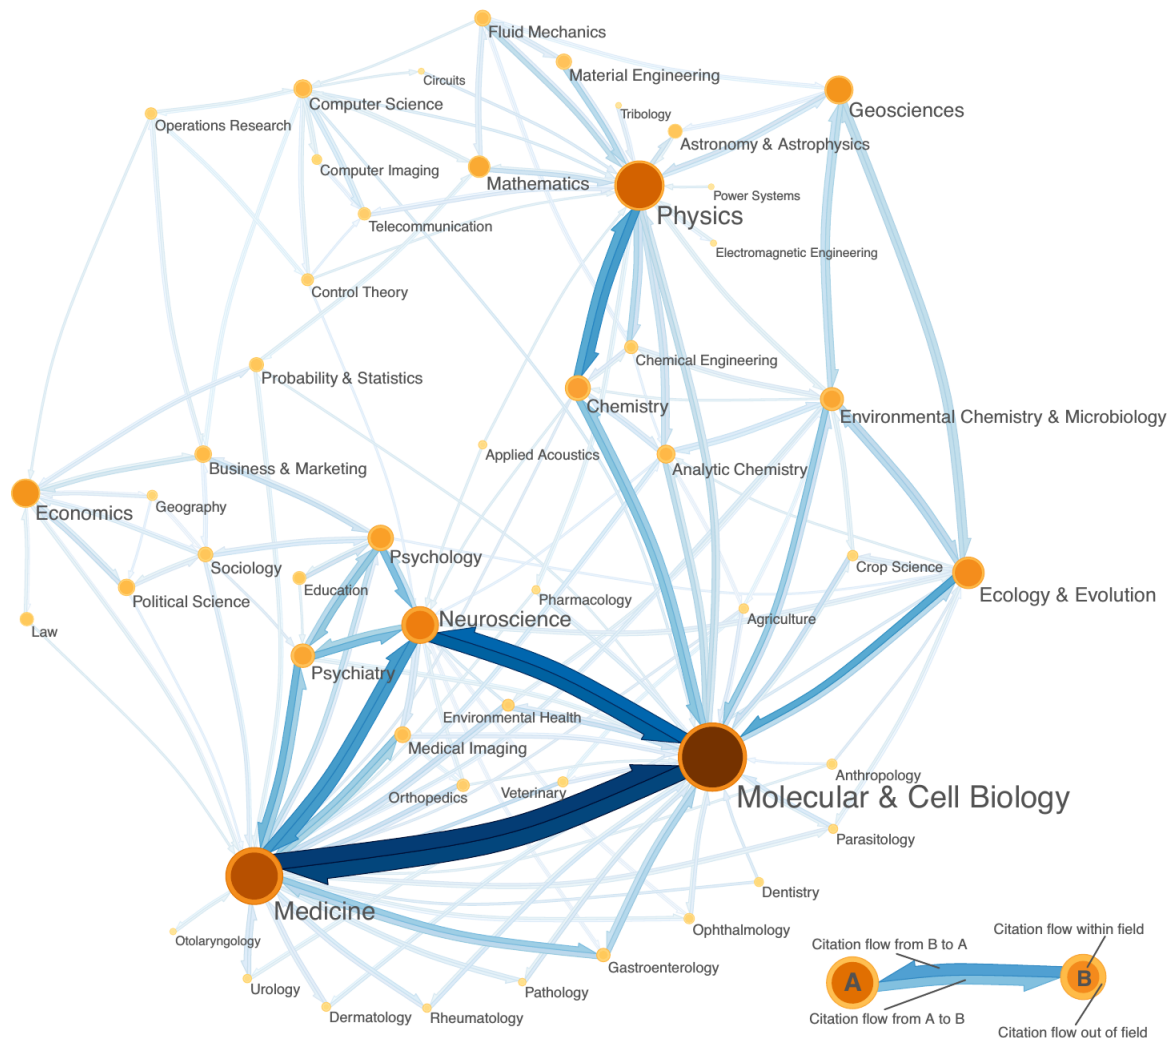 Fluid Mechanics
Material Engineering
Circuits
Computer Science
Geosciences
Tribology
Operations Research
Astronomy & Astrophysics
Computer Imaging
Mathematics
Power Systems
Physics
Telecommunication
Electromagnetic Engineering
Control Theory
Chemical Engineering
Probability & Statistics
Chemistry
Environmental Chemistry & Microbiology
Applied Acoustics
Business & Marketing
Analytic Chemistry
Geography
Economics
Psychology
Sociology
Crop Science
Education
Ecology & Evolution
Political Science
Pharmacology
Neuroscience
Agriculture
Law
Psychiatry
Environmental Health
Medical Imaging
Anthropology
Orthopedics
Veterinary
Molecular & Cell Biology
Parasitology
Dentistry
Medicine
Ophthalmology
Otolaryngology
Gastroenterology
Urology
Pathology
Dermatology
Rheumatology
Citation flow within field
Citation flow from B to A
A
B
Citation flow from A to B
Citation flow out of field